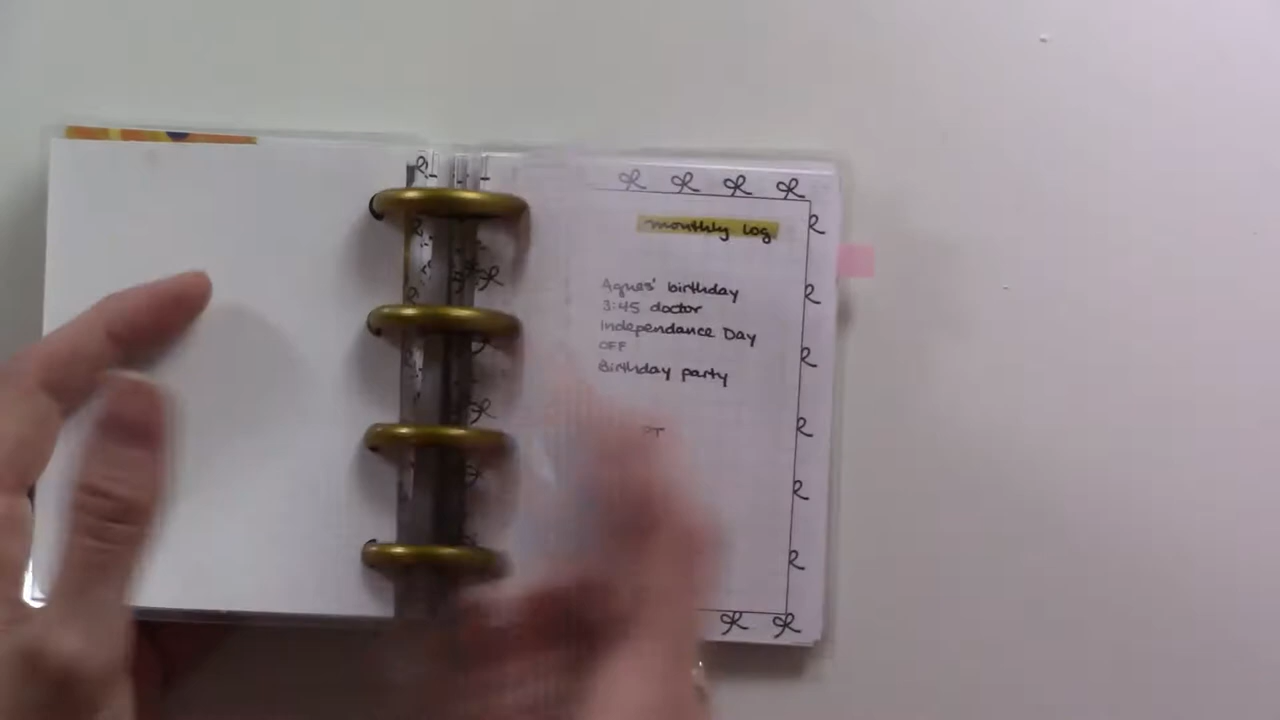 monthly log
Agnes' birthday
3:45 doctor
Independance Day
OFF
Birthday party